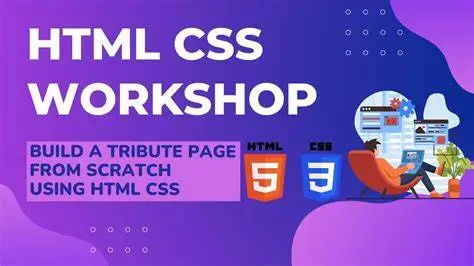 HTML CSS
WORKSHOP
BUILD A TRIBUTE PAGE
FROM SCRATCH
USING HTML CSS
HTML
5
CSS
3